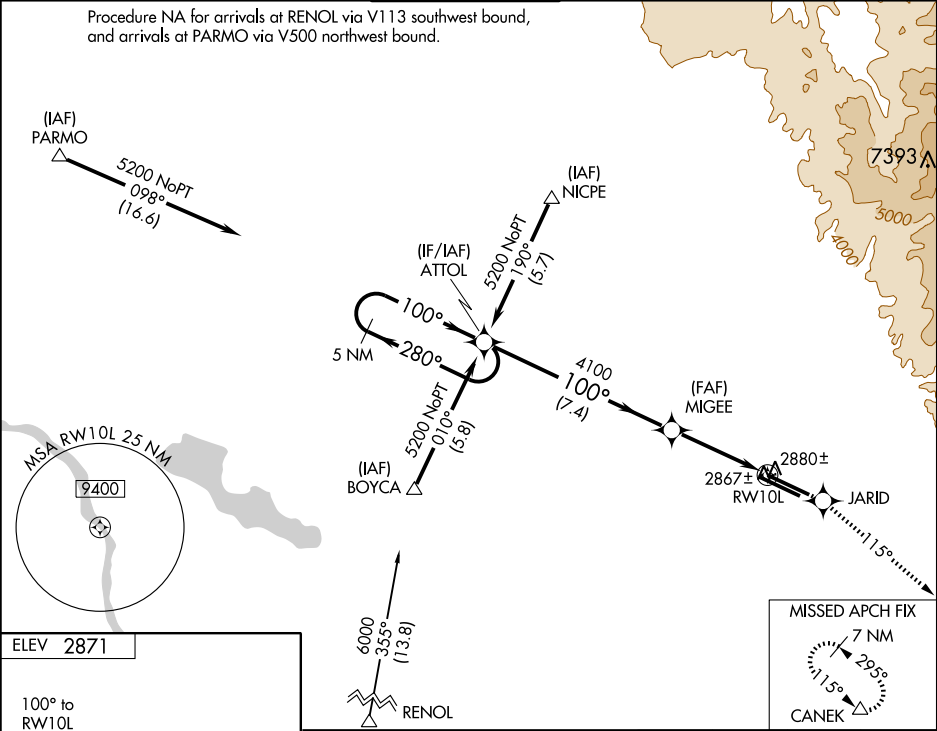 Procedure NA for arrivals at RENOL via V113 southwest bound,
and arrivals at PARMO via V500 northwest bound.
(IAF)
PARMO
5200 NoPT
098°
(16.6)
7393
5000
4000
(IAF)
NICPE
5200 NoPT
190°
(5.7)
(IF/IAF)
ATTOL
100°
280°
5 NM
4100
100°
(7.4)
(FAF)
MIGEE
5200 NoPT
010°
(5.8)
(IAF)
BOYCA
2880±
2867±
RW10L
JARID
115°
MSA RW10L 25 NM
9400
6000
355°
(13.8)
RENOL
ELEV 2871
100° to
RW10L
MISSED APCH FIX
7 NM
295°
115°
CANEK